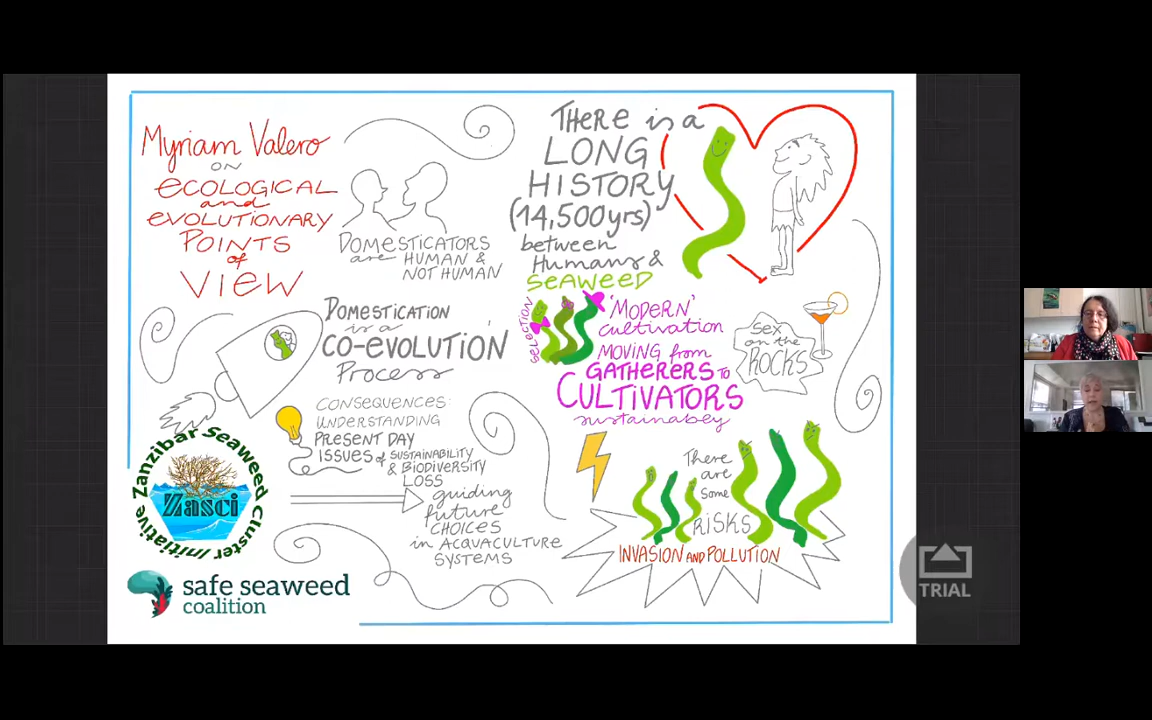 Myriam Valero
ON
ECOLOGICAL
and
EVOLUTIONARY
POINTS
of
VIEW
DOMESTICATORS
are HUMAN &
NOT HUMAN
THERE is a
LONG
HISTORY
(14,500yrs)
between
Humans &
SEAWEED
DOMESTICATION
is a
CO-EVOLUTION
Process
SELECTION
'MODERN'
cultivation
MOVING from
GATHERERS TO
CULTIVATORS
sustainabley
Sex
on the
ROCKS
CONSEQUENCES:
UNDERSTANDING
PRESENT DAY
ISSUES of SUSTAINABILITY
& BIODIVERSITY
LOSS
guiding
future
CHOICES
in ACQUACULTURE
SYSTEMS
There
are
Some
RISKS
INVASION AND POLLUTION
Zanzibar Seaweed Cluster Initiative
Zasci
safe seaweed
coalition
TRIAL